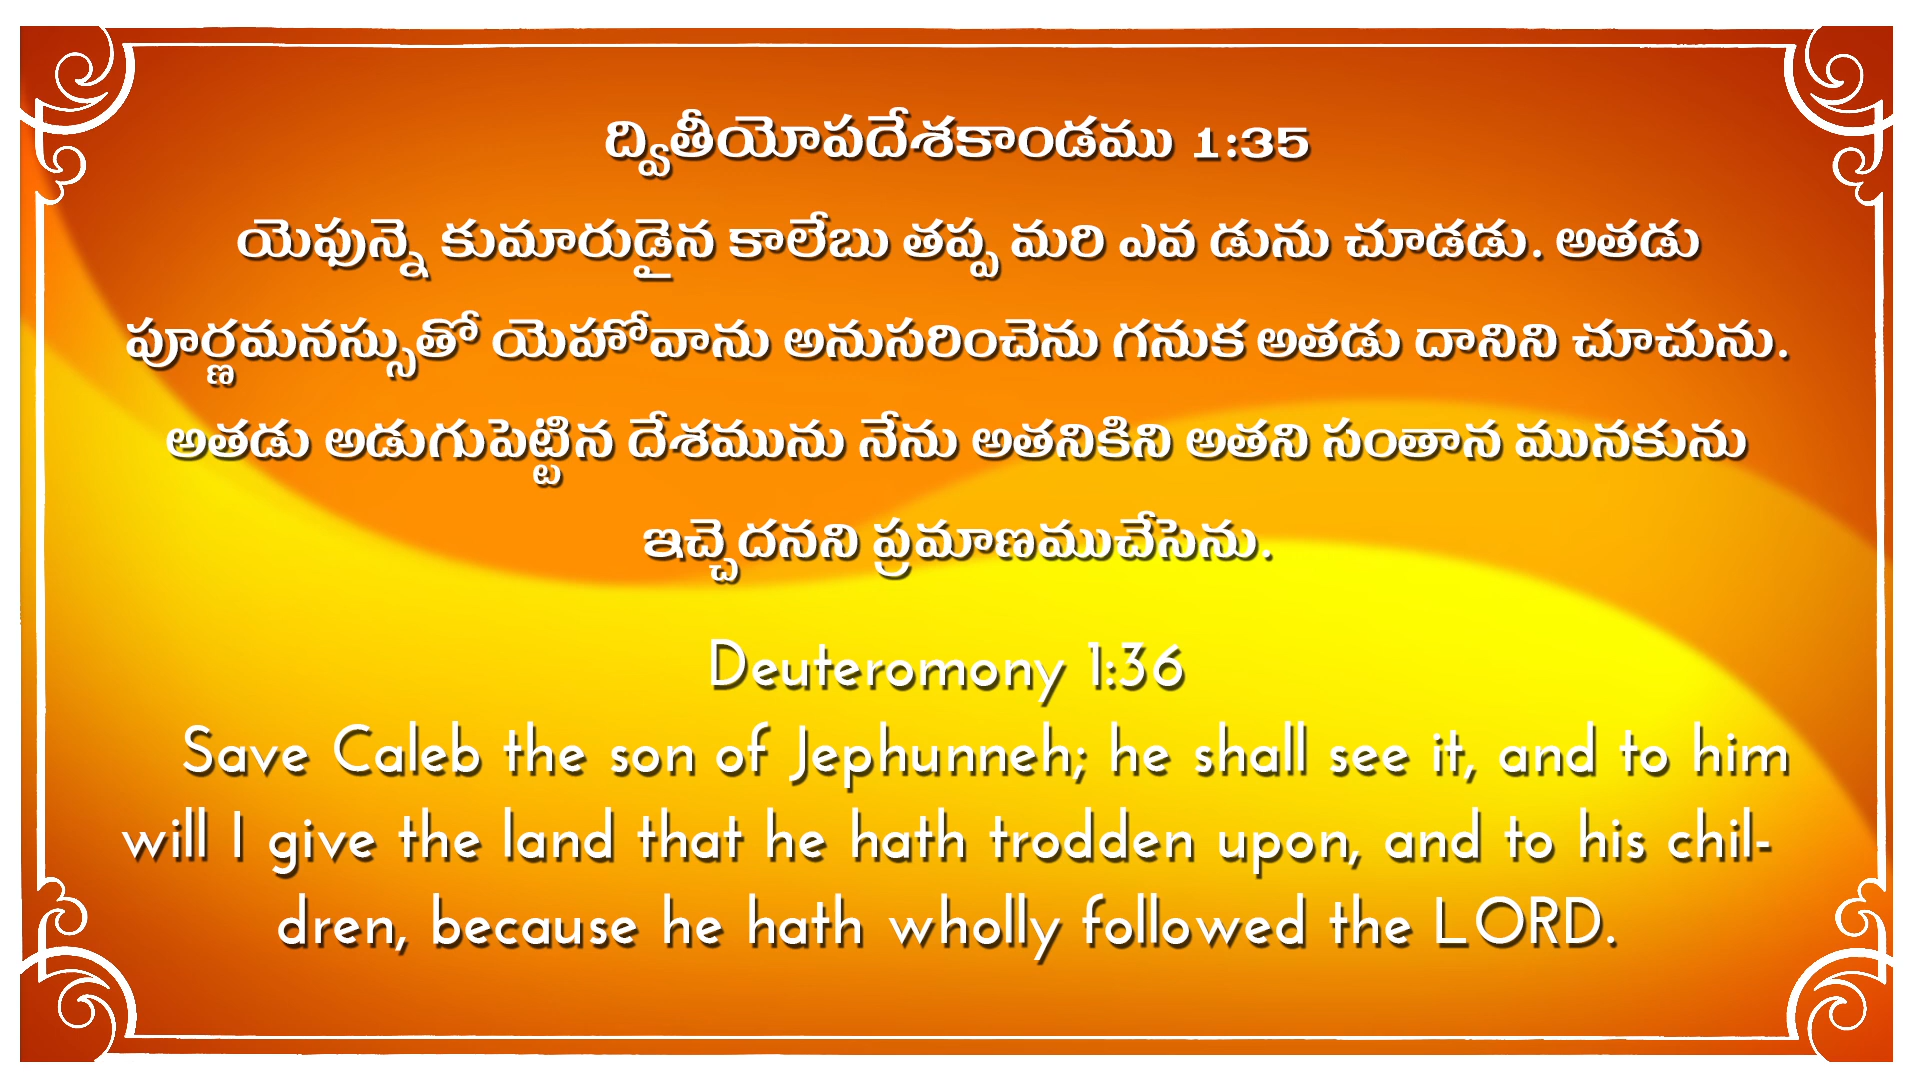 ద్వితీయోపదేశకాండము 1:35
యెఫున్నె కుమారుడైన కాలేబు తప్ప మరి ఎవ డును చూడడు. అతడు
పూర్ణమనస్సుతో యెహోవాను అనుసరించెను గనుక అతడు దానిని చూచును.
అతడు అడుగుపెట్టిన దేశమును నేను అతనికిని అతని సంతాన మునకును
ఇచ్చెదనని ప్రమాణముచేసెను.
Deuteromony 1:36
Save Caleb the son of Jephunneh; he shall see it, and to him
will I give the land that he hath trodden upon, and to his chil-
dren, because he hath wholly followed the LORD.